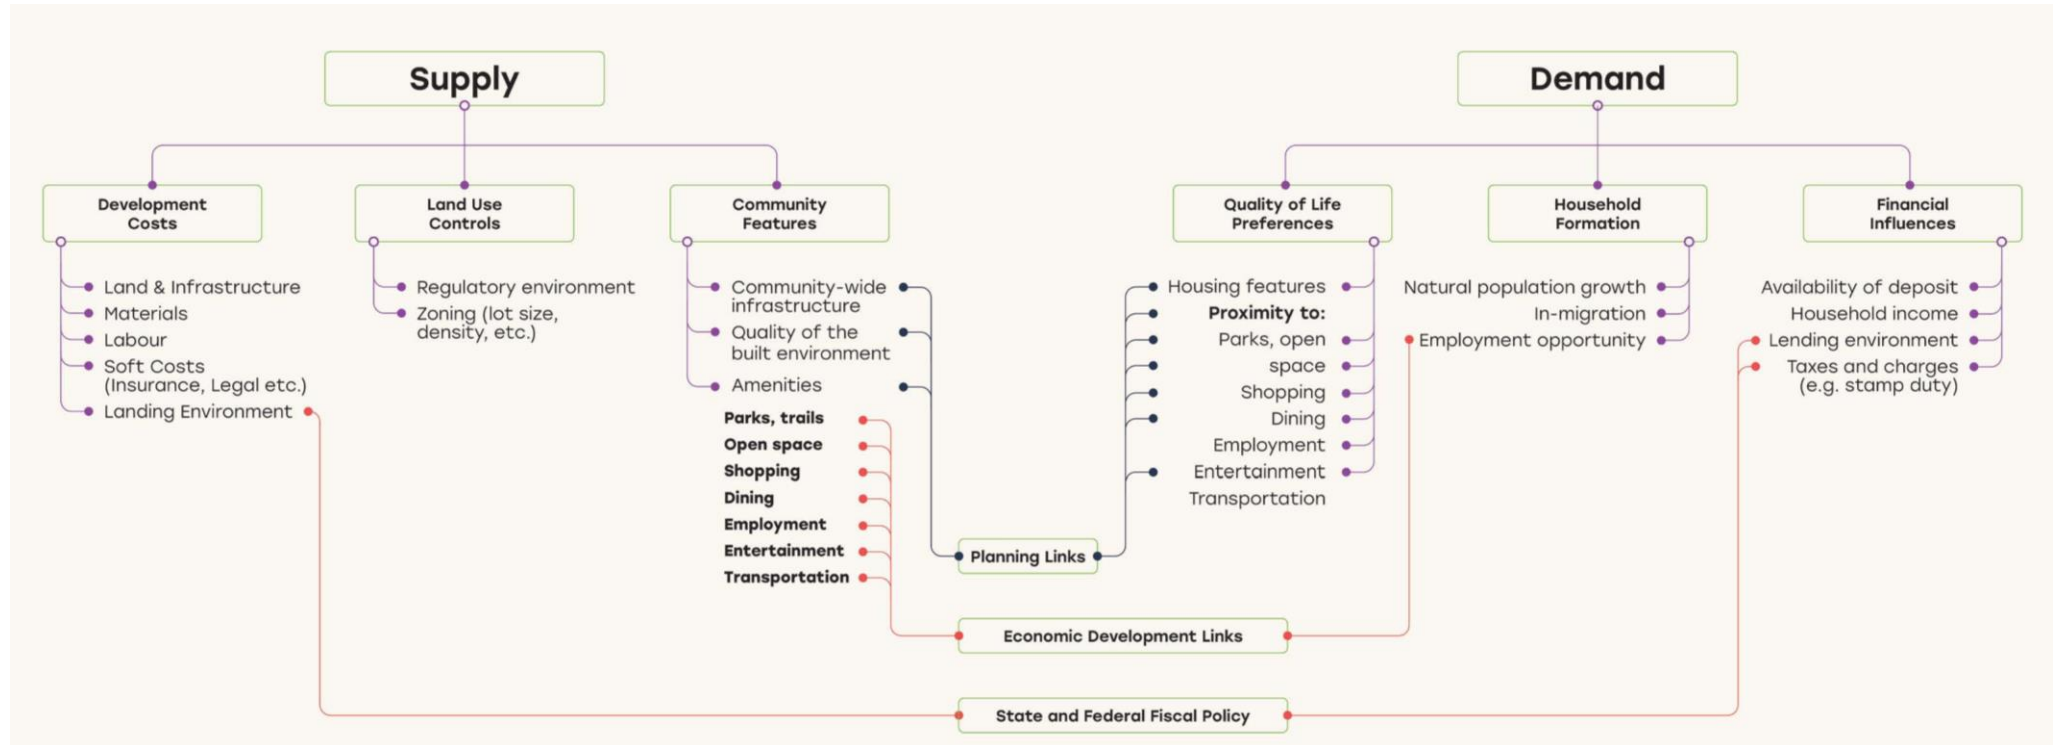 Supply
Development
Costs
Land & Infrastructure
Materials
Labour
Soft Costs
(Insurance, Legal etc.)
Landing Environment
Land Use
Controls
Regulatory environment
Zoning (lot size,
density, etc.)
Community
Features
Community-wide
infrastructure
Quality of the
built environment
Amenities
Parks, trails
Open space
Shopping
Dining
Employment
Entertainment
Transportation
Demand
Quality of Life
Preferences
Housing features
Proximity to:
Parks, open
space
Shopping
Dining
Employment
Entertainment
Transportation
Household
Formation
Natural population growth
In-migration
Employment opportunity
Financial
Influences
Availability of deposit
Household income
Lending environment
Taxes and charges
(e.g. stamp duty)
Planning Links
Economic Development Links
State and Federal Fiscal Policy